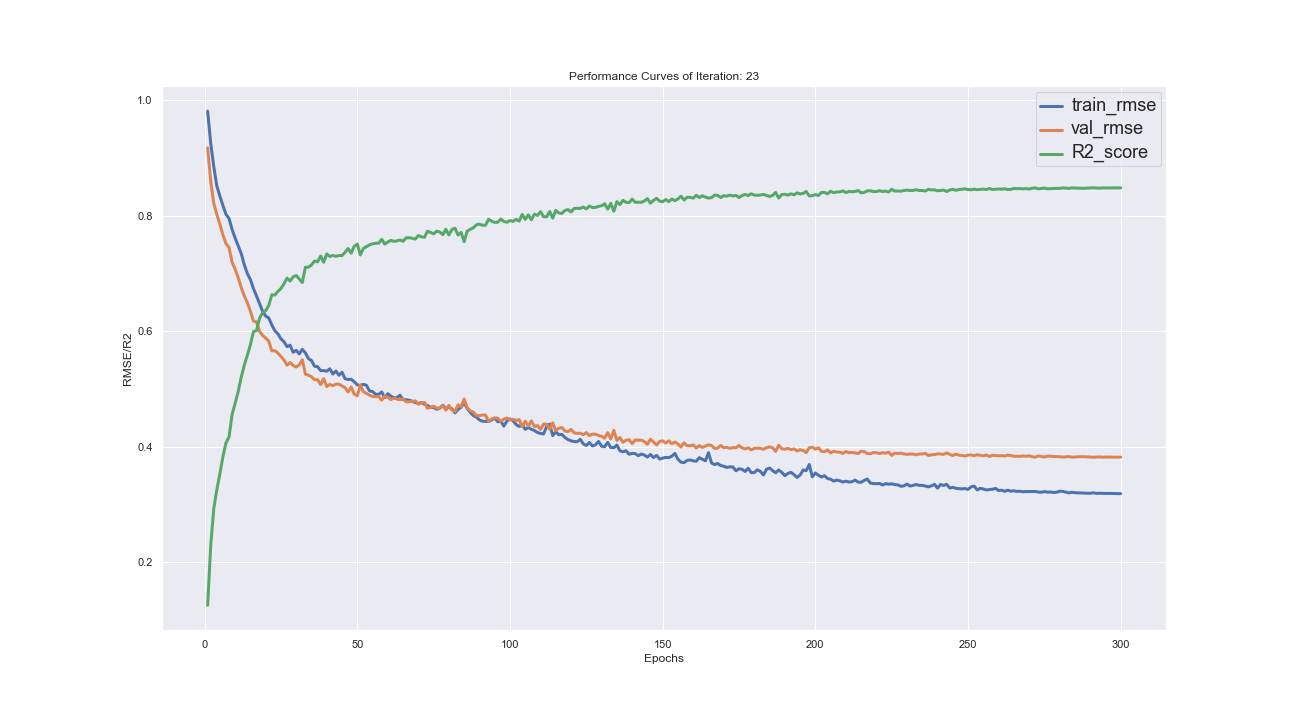 Performance Curves of Iteration: 23
train_rmse
val_rmse
R2_score
1.0
0.8
0.6
0.4
0.2
RMSE/R2
0
50
100
150
200
250
300
Epochs